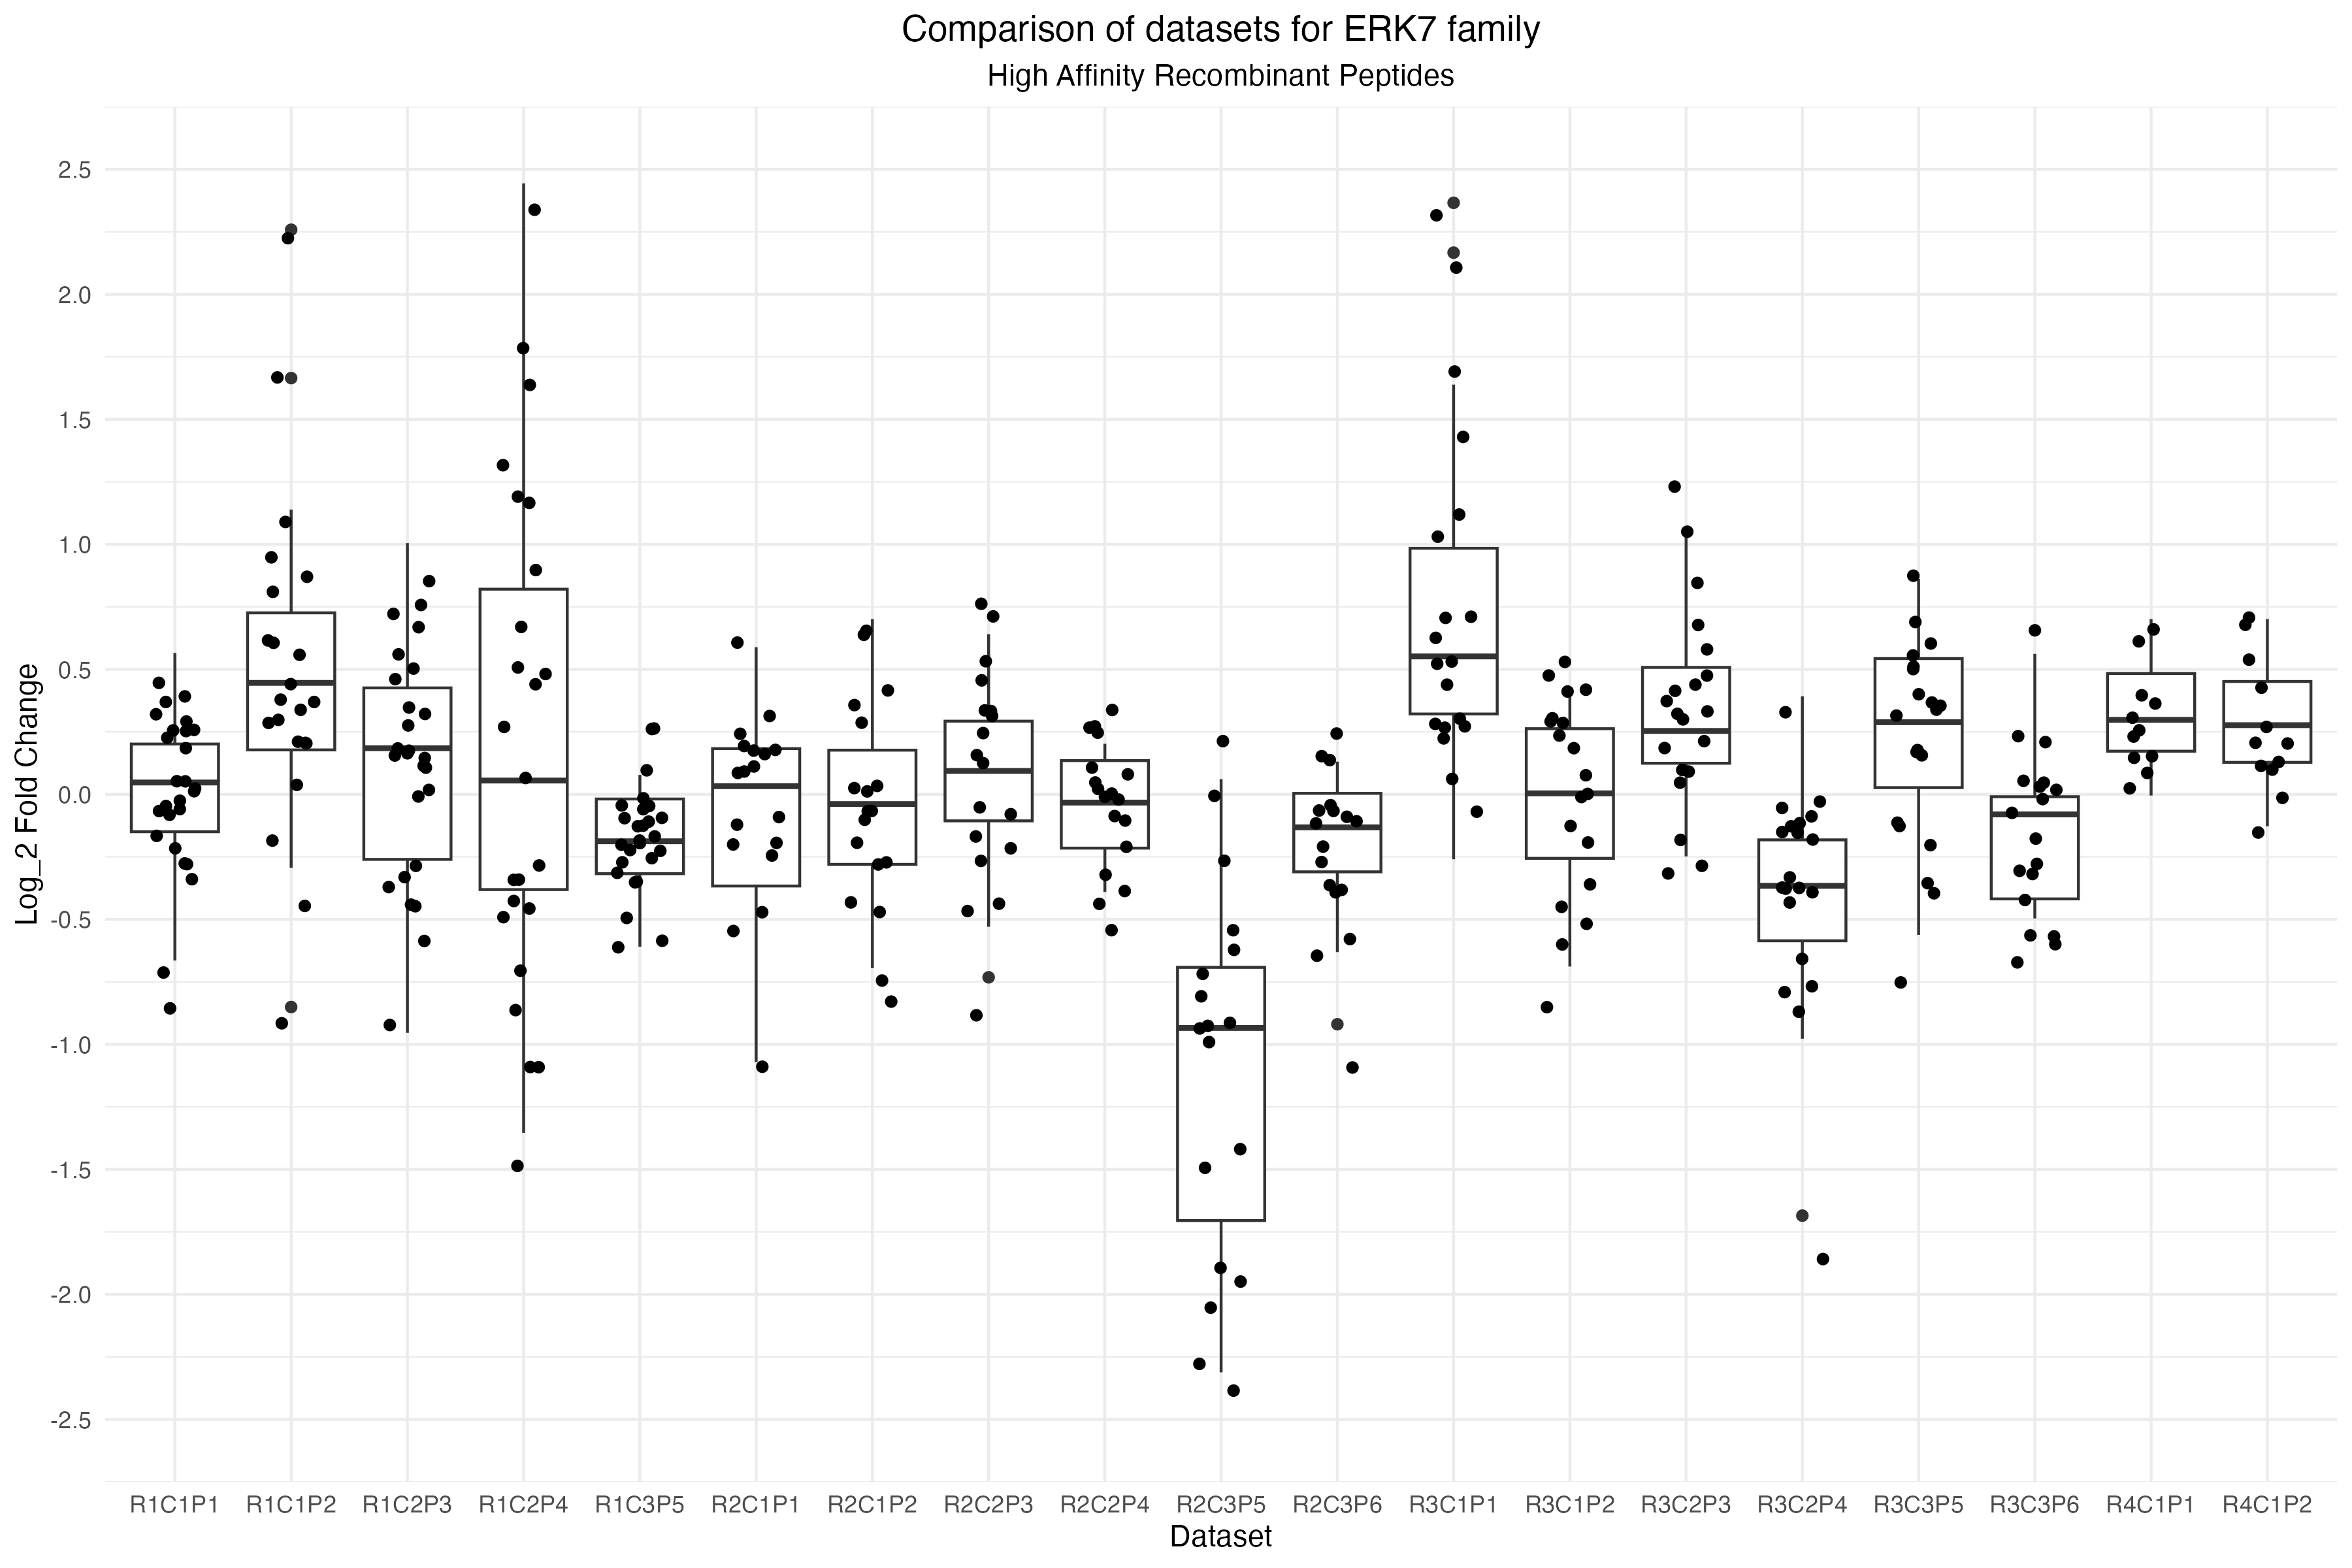 Comparison of datasets for ERK7 family
High Affinity Recombinant Peptides
Log_2 Fold Change
2.5
2.0
1.5
1.0
0.5
0.0
-0.5
-1.0
-1.5
-2.0
-2.5
R1C1P1 R1C1P2 R1C2P3 R1C2P4 R1C3P5 R2C1P1 R2C1P2 R2C2P3 R2C2P4 R2C3P5 R2C3P6 R3C1P1 R3C1P2 R3C2P3 R3C2P4 R3C3P5 R3C3P6 R4C1P1 R4C1P2
Dataset